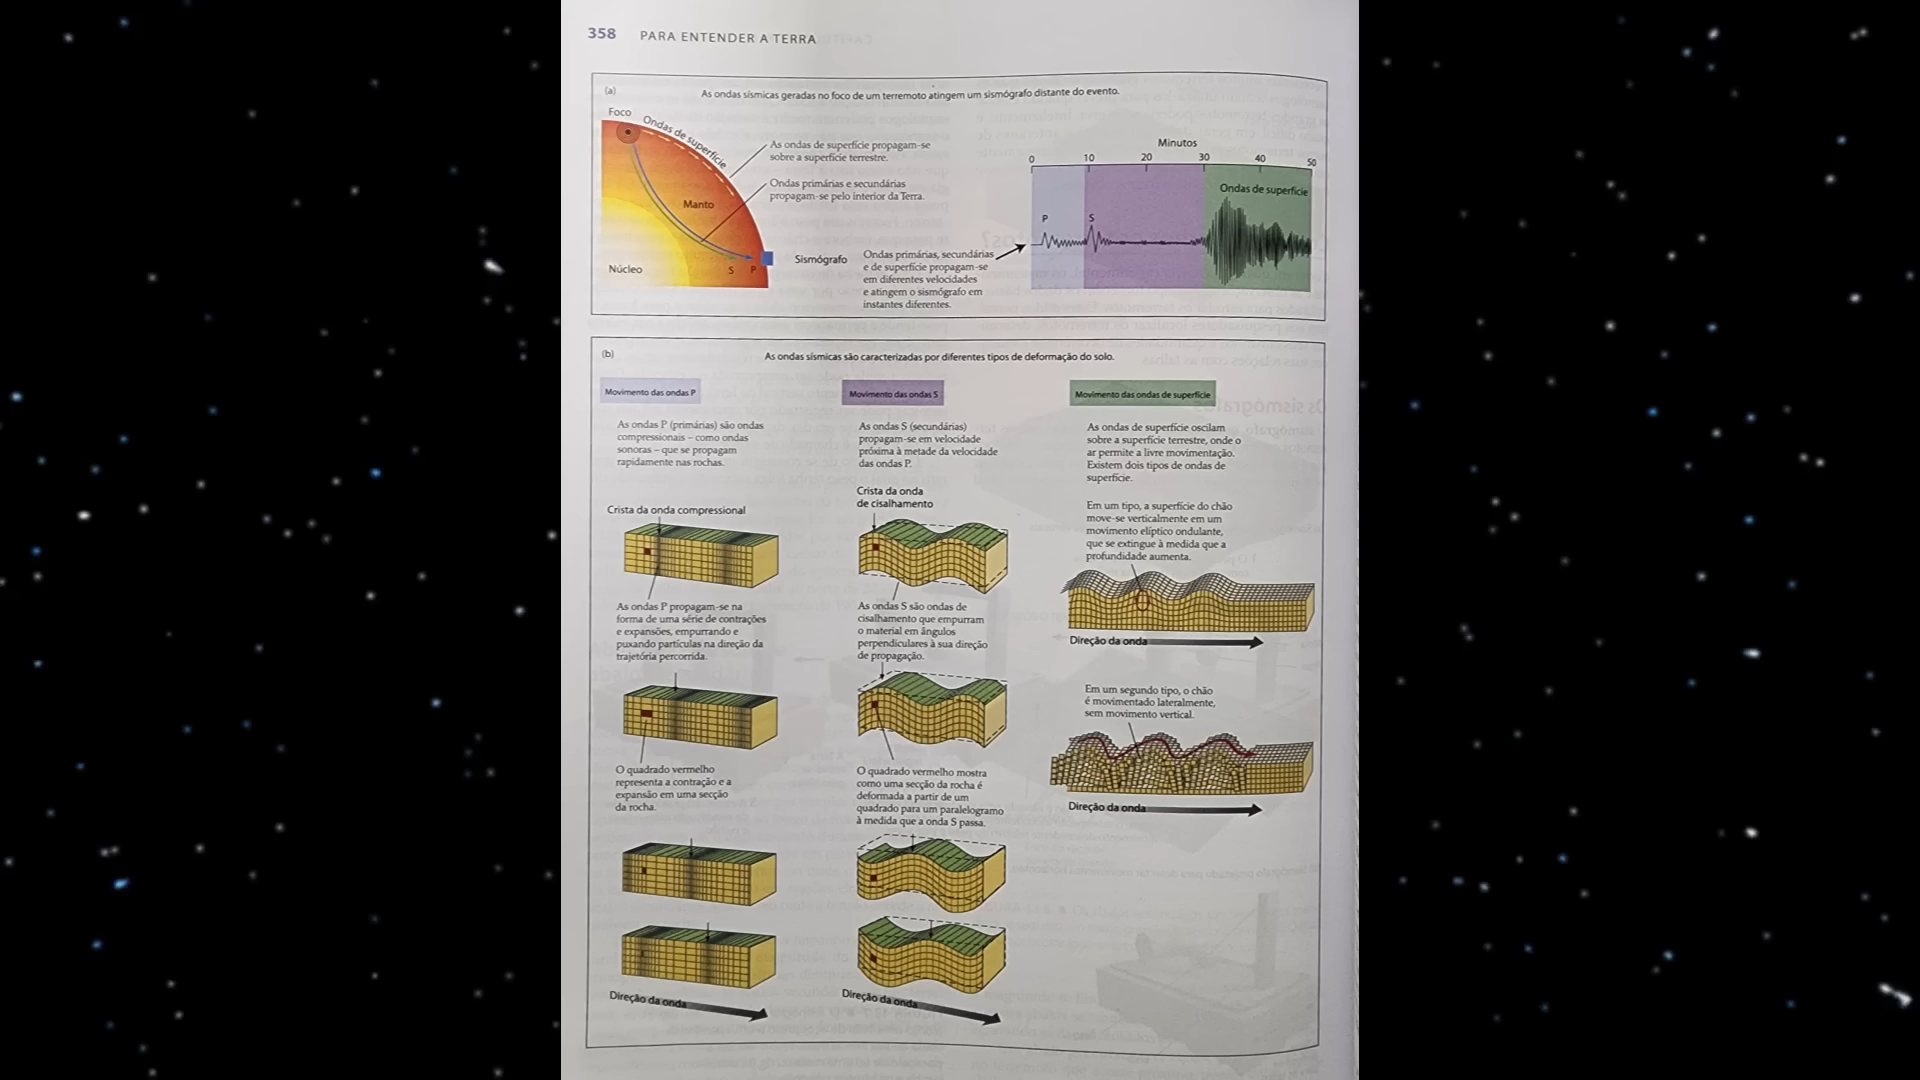 358 PARA ENTENDER A TERRA
(a)
As ondas sísmicas geradas no foco de um terremoto atingem um sismógrafo distante do evento.
Foco
Ondas de superfície
As ondas de superfície propagam-se
sobre a superfície terrestre.
Ondas primárias e secundárias
propagam-se pelo interior da Terra.
Manto
Núcleo
S P
Sismógrafo
Ondas primárias, secundárias
e de superfície propagam-se
em diferentes velocidades
e atingem o sismógrafo em
instantes diferentes.
Minutos
0 10 20 30 40 50
Ondas de superfície
P S
(b)
As ondas sísmicas são caracterizadas por diferentes tipos de deformação do solo.
Movimento das ondas P
As ondas P (primárias) são ondas
compressionais – como ondas
sonoras – que se propagam
rapidamente nas rochas.
Crista da onda compressional
As ondas P propagam-se na
forma de uma série de contrações
e expansões, empurrando e
puxando partículas na direção da
trajetória percorrida.
O quadrado vermelho
representa a contração e a
expansão em uma secção
da rocha.
Direção da onda
Movimento das ondas S
As ondas S (secundárias)
propagam-se em velocidade
próxima à metade da velocidade
das ondas P.
Crista da onda
de cisalhamento
As ondas S são ondas de
cisalhamento que empurram
o material em ângulos
perpendiculares à sua direção
de propagação.
O quadrado vermelho mostra
como uma secção da rocha é
deformada a partir de um
quadrado para um paralelogramo
à medida que a onda S passa.
Direção da onda
Movimento das ondas de superfície
As ondas de superfície oscilam
sobre a superfície terrestre, onde o
ar permite a livre movimentação.
Existem dois tipos de ondas de
superfície.
Em um tipo, a superfície do chão
move-se verticalmente em um
movimento elíptico ondulante,
que se extingue à medida que a
profundidade aumenta.
Direção da onda
Em um segundo tipo, o chão
é movimentado lateralmente,
sem movimento vertical.
Direção da onda